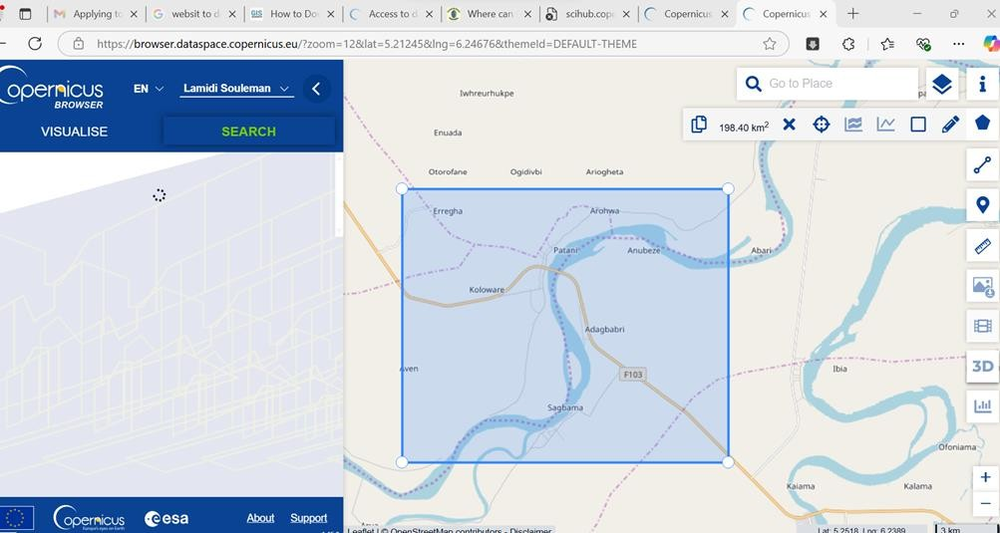 Applying to
websit to d
GIS How to Do
Access to d
Where can
scihub.cope
Copernicus
Copernicus
https://browser.dataspace.copernicus.eu/?zoom=12&lat=5.21245&lng=6.24676&themeId=DEFAULT-THEME
opernicus
BROWSER
EN
Lamidi Souleman
VISUALISE
SEARCH
Go to Place
198.40 km²
Iwhreurhukpe
Enuada
Otorofane
Ogidivbi
Ariogheta
Erregha
Arohwa
Patani
Anubeze
Abari
Koloware
Adagbabri
Aven
F103
Ibia
3D
Sagbama
Ofoniama
Kaiama
Kalama
+
−
opernicus
Europe's eyes on Earth
esa
About
Support
Leaflet | © OpenStreetMap contributors - Disclaimer
Lat: 5.2518, Lng: 6.2389
3 km